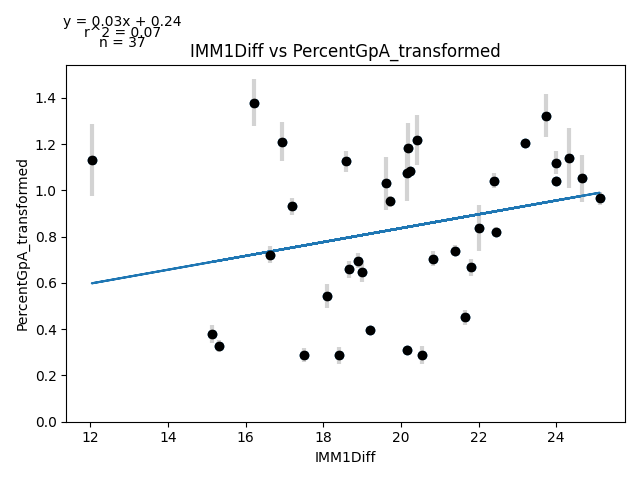 y = 0.03x + 0.24
r^2 = 0.07
n = 37
IMM1Diff vs PercentGpA_transformed
1.4
1.2
1.0
0.8
0.6
0.4
0.2
0.0
PercentGpA_transformed
12 14 16 18 20 22 24
IMM1Diff